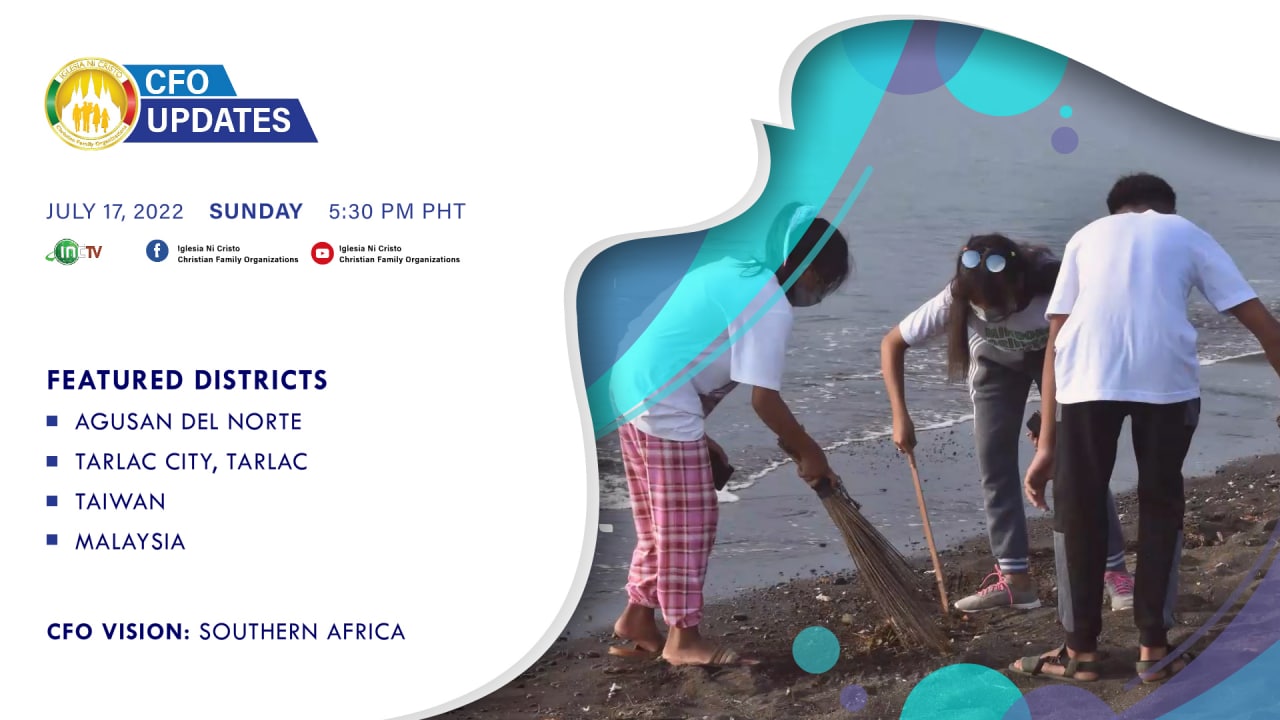 IGLESIA NI CRISTO
Christian Family Organizations
CFO
UPDATES
JULY 17, 2022 SUNDAY 5:30 PM PHT
INCTV
Iglesia Ni Cristo
Christian Family Organizations
Iglesia Ni Cristo
Christian Family Organizations
FEATURED DISTRICTS
AGUSAN DEL NORTE
TARLAC CITY, TARLAC
TAIWAN
MALAYSIA
CFO VISION: SOUTHERN AFRICA